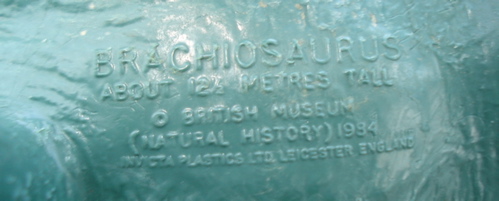 BRACHIOSAURUS
ABOUT 12½ METRES TALL
© BRITISH MUSEUM
(NATURAL HISTORY) 1984
INVICTA PLASTICS LTD. LEICESTER ENGLAND